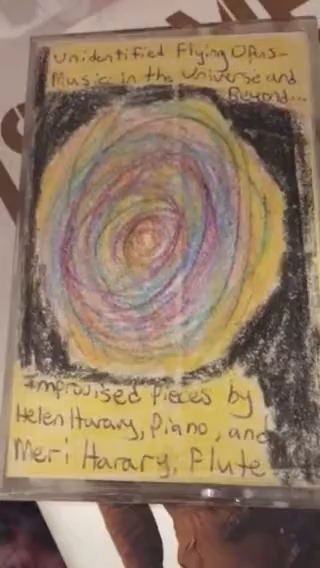 Unidentified Flying Opus-
Music in the Universe and
Beyond...
Improvised Pieces by
Helen Harary, Piano, and
Meri Harary, Flute